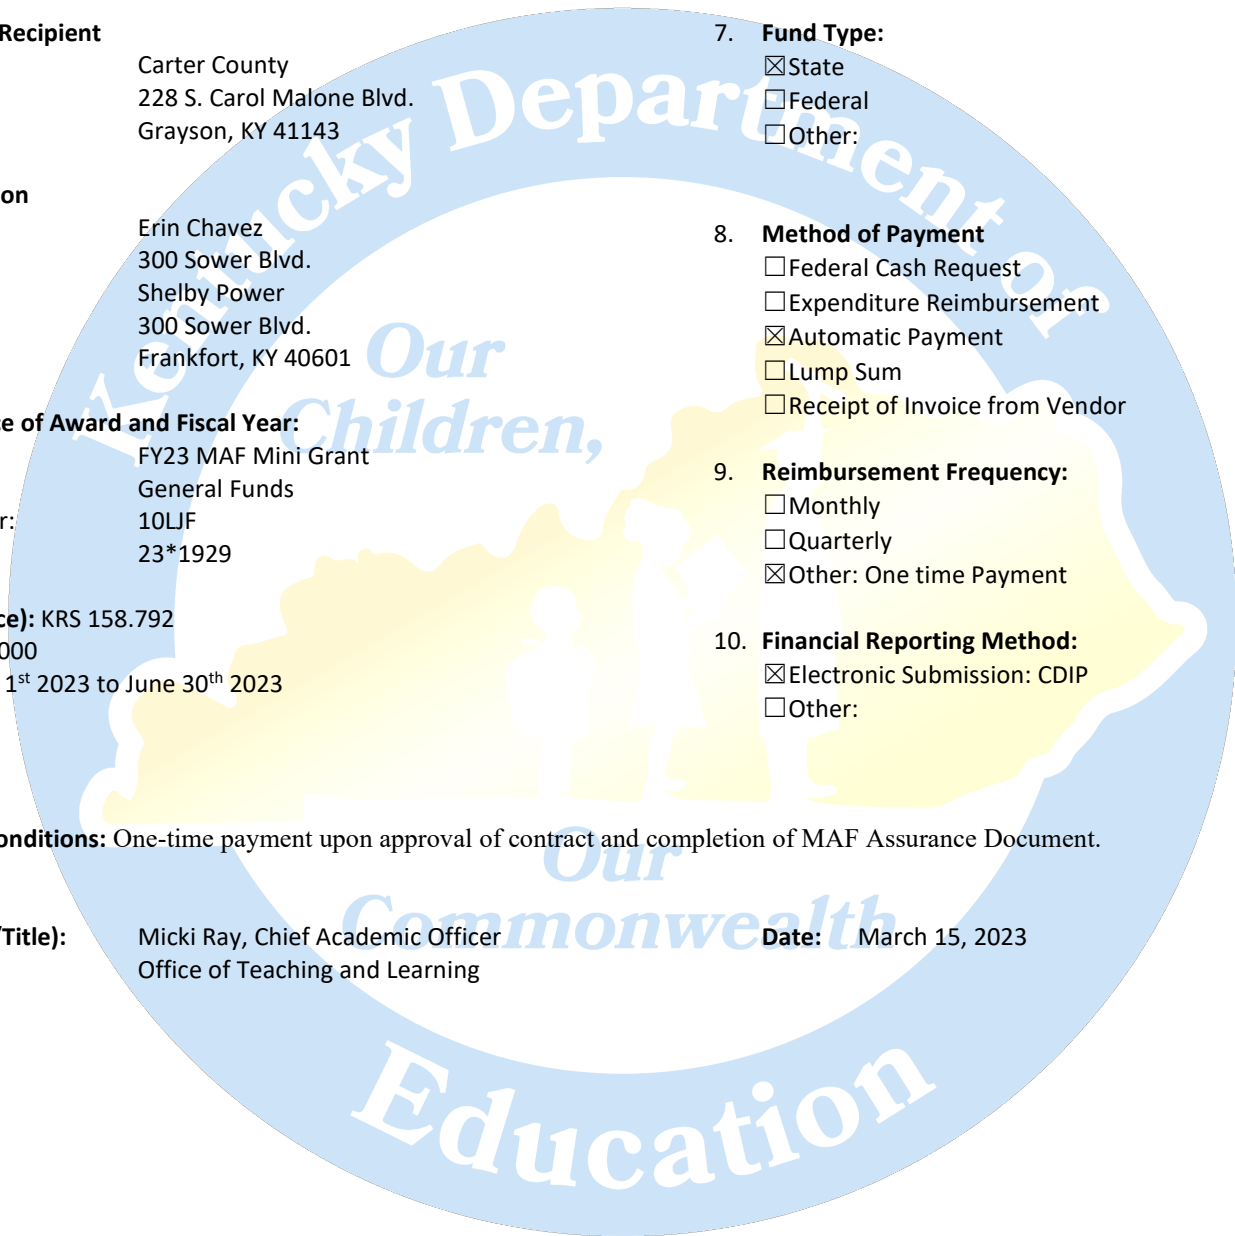 Recipient
Carter County
228 S. Carol Malone Blvd.
Grayson, KY 41143
on
Erin Chavez
300 Sower Blvd.
Shelby Power
300 Sower Blvd.
Frankfort, KY 40601
e of Award and Fiscal Year:
FY23 MAF Mini Grant
General Funds
r: 10LJF
23*1929
ce): KRS 158.792
000
1st 2023 to June 30th 2023
7. Fund Type:
☒State
☐Federal
☐Other:
8. Method of Payment
☐Federal Cash Request
☐Expenditure Reimbursement
☒Automatic Payment
☐Lump Sum
☐Receipt of Invoice from Vendor
9. Reimbursement Frequency:
☐Monthly
☐Quarterly
☒Other: One time Payment
10. Financial Reporting Method:
☒Electronic Submission: CDIP
☐Other:
onditions: One-time payment upon approval of contract and completion of MAF Assurance Document.
/Title): Micki Ray, Chief Academic Officer Date: March 15, 2023
Office of Teaching and Learning
Kentucky Department of
Education
Our
Children,
Our
Commonwealth